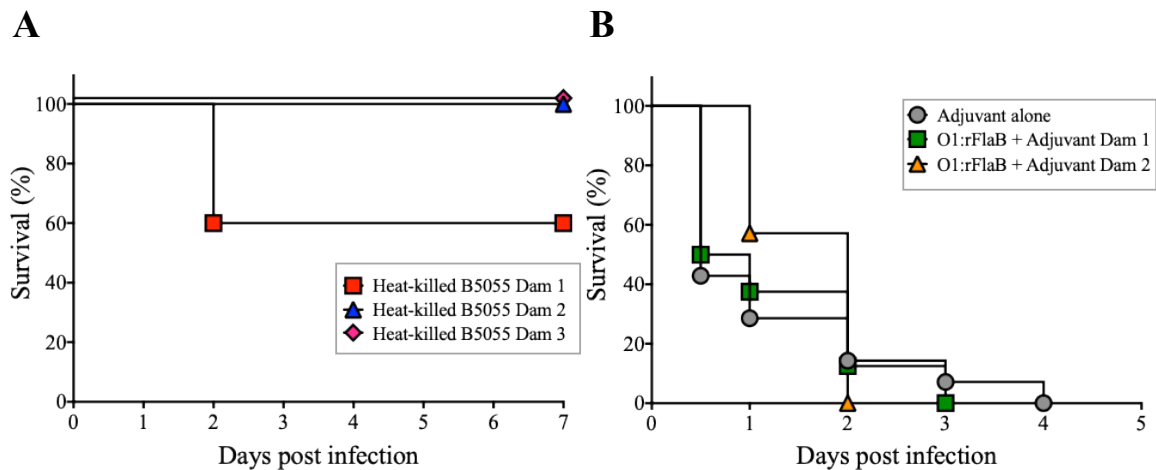 A
B
Survival (%)
100
80
60
40
20
0
0 1 2 3 4 5 6 7
Days post infection
Heat-killed B5055 Dam 1
Heat-killed B5055 Dam 2
Heat-killed B5055 Dam 3
Survival (%)
100
80
60
40
20
0
0 1 2 3 4 5
Days post infection
Adjuvant alone
O1:rFlaB + Adjuvant Dam 1
O1:rFlaB + Adjuvant Dam 2